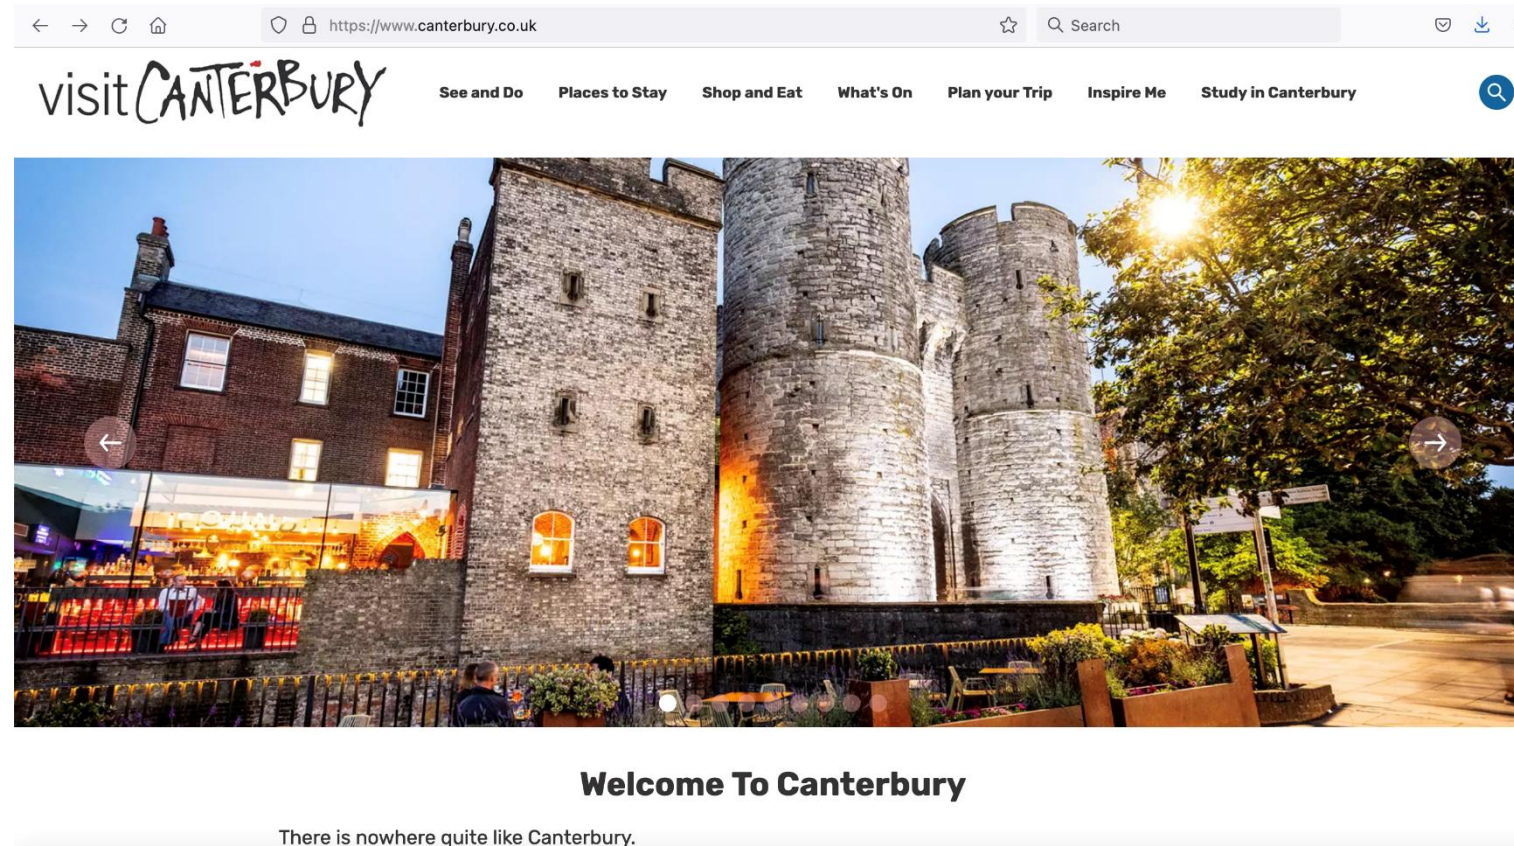 https://www.canterbury.co.uk
Search
visit CANTERBURY
See and Do
Places to Stay
Shop and Eat
What's On
Plan your Trip
Inspire Me
Study in Canterbury
Welcome To Canterbury
There is nowhere quite like Canterbury.